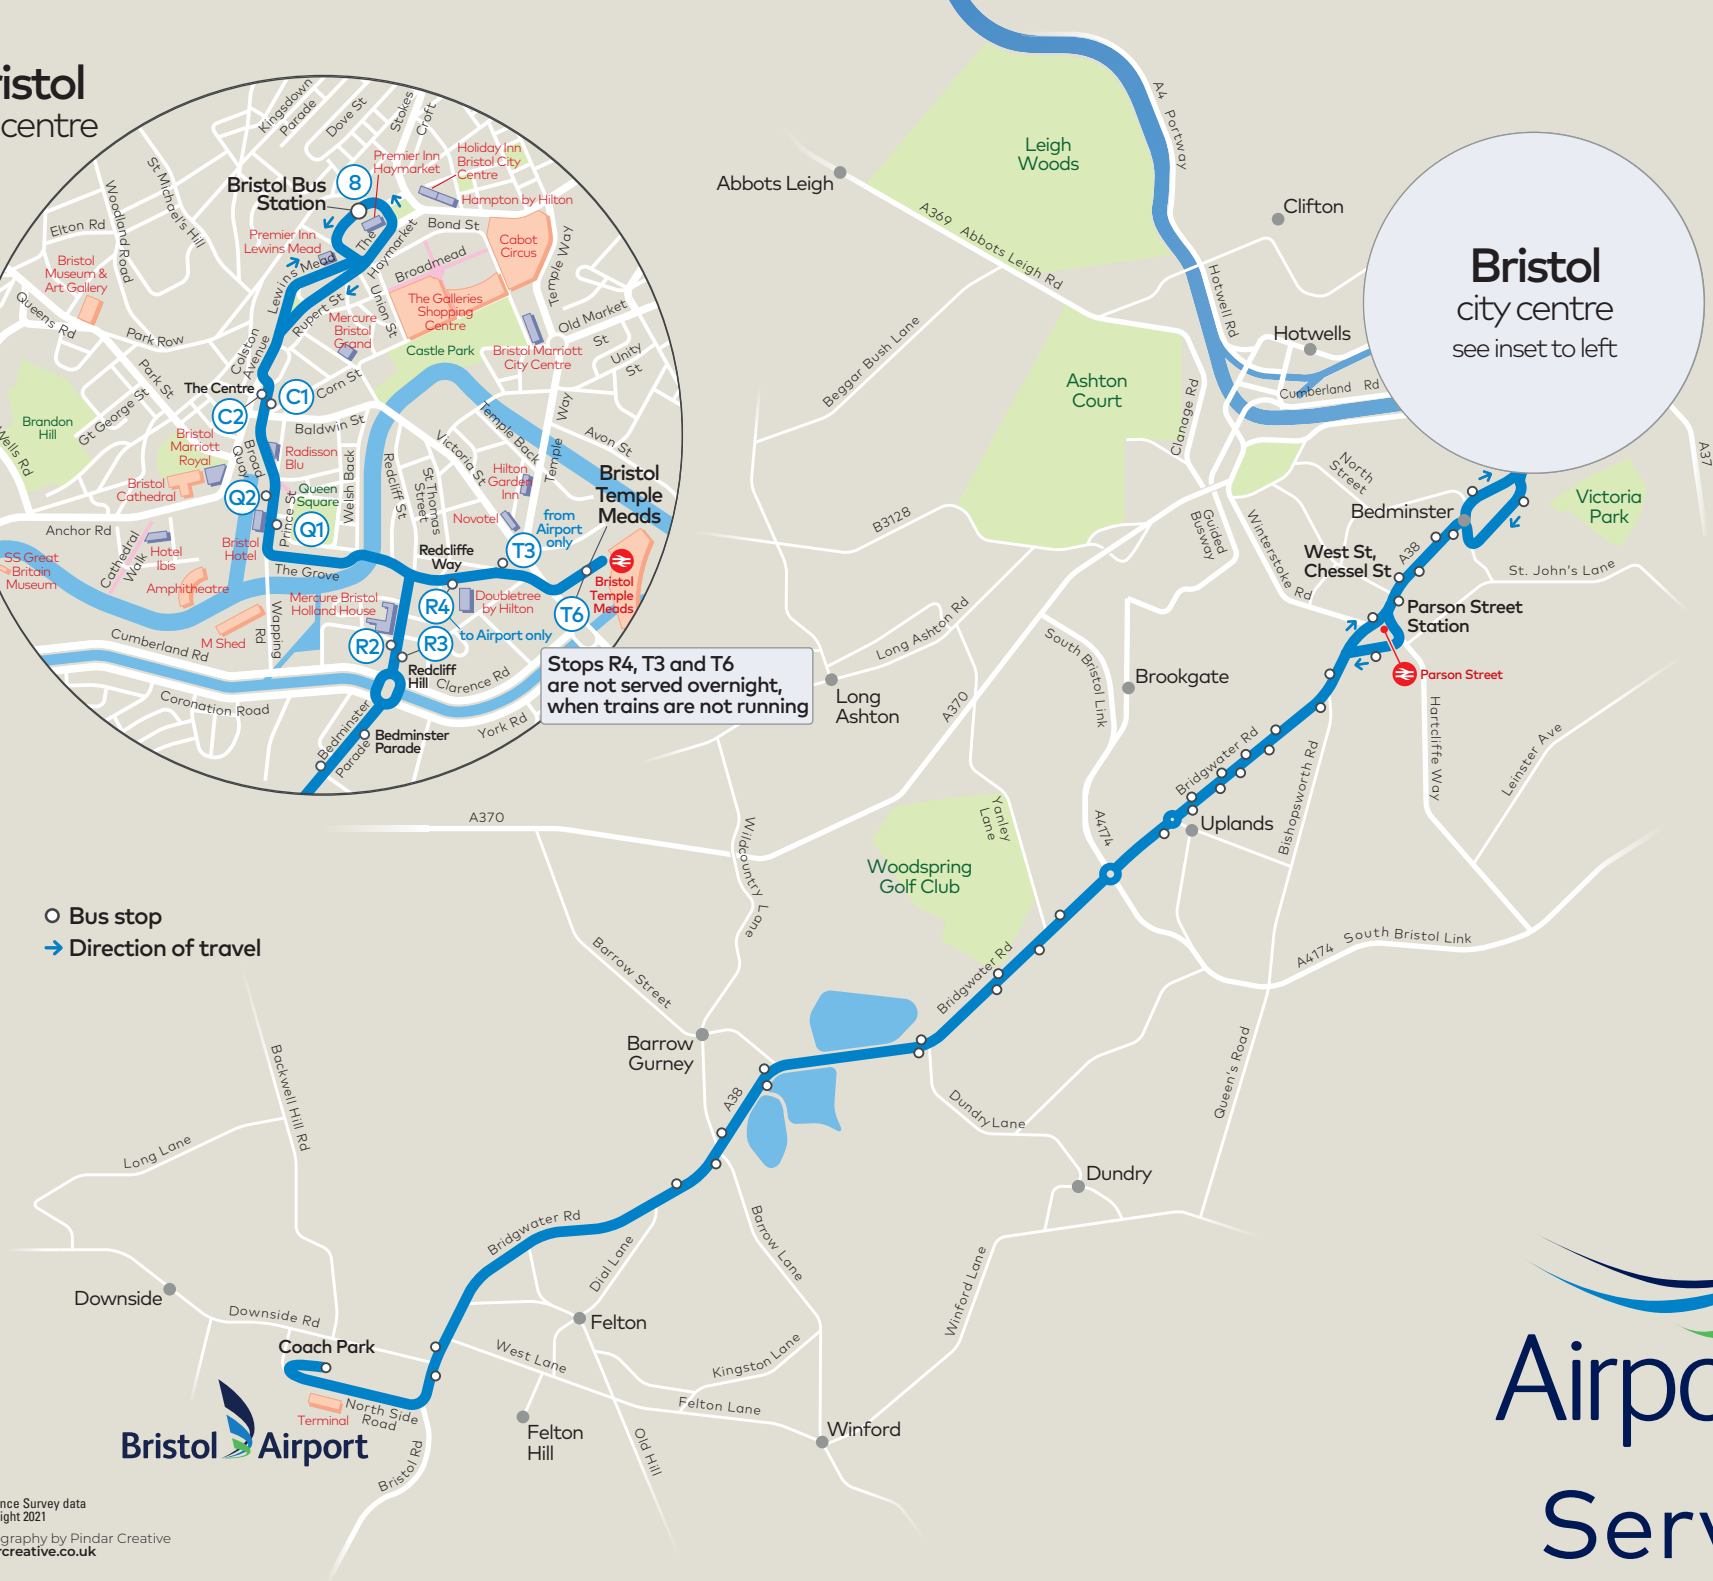 ristol
centre
Kingsdown
Parade
Dove St
Stokes
Croft
St Michael's Hill
Woodland Road
Elton Rd
Bristol
Museum &
Art Gallery
Queens Rd
Park Row
Park St
Gt George St
Brandon
Hill
Wells Rd
Bristol Bus
Station
8
Premier Inn
Haymarket
Holiday Inn
Bristol City
Centre
Hampton by Hilton
Bond St
Premier Inn
Lewins Mead
The
Haymarket
Lewins Mead
Broadmead
Cabot
Circus
Temple Way
Rupert St
Union St
The Galleries
Shopping
Centre
Mercure
Bristol
Grand
Old Market
St
Unity
St
Castle Park
Bristol Marriott
City Centre
Colston
Avenue
The Centre
C1
C2
Corn St
Baldwin St
Bristol
Marriott
Royal
Broad
Quay
Radisson
Blu
Bristol
Cathedral
Q2
Queen
Square
Prince St
Q1
Welsh Back
Redcliff St
St Thomas
Street
Victoria St
Temple Back
Temple Way
Avon St
Hilton
Garden
Inn
Novotel
from
Airport
only
Bristol
Temple
Meads
Anchor Rd
Cathedral
Walk
Hotel
Ibis
Bristol
Hotel
The Grove
SS Great
Britain
Museum
Amphitheatre
M Shed
Wapping
Rd
Mercure Bristol
Holland House
Redcliffe
Way
T3
R4
Doubletree
by Hilton
T6
Bristol
Temple
Meads
to Airport only
R2
R3
Redcliff
Hill
Clarence Rd
York Rd
Cumberland Rd
Coronation Road
Bedminster
Parade
Bedminster
Parade
Stops R4, T3 and T6
are not served overnight,
when trains are not running
Bus stop
Direction of travel
Abbots Leigh
Leigh
Woods
A4 Portway
A369 Abbots Leigh Rd
Clifton
Hotwell Rd
Hotwells
Cumberland Rd
Bristol
city centre
see inset to left
A37
Beggar Bush Lane
Ashton
Court
Clanage Rd
B3128
Guided
Busway
Winterstoke Rd
North
Street
Bedminster
Victoria
Park
West St,
Chessel St
A38
St. John's Lane
Parson Street
Station
Parson Street
Long Ashton Rd
Long
Ashton
A370
South Bristol Link
Brookgate
Hartcliffe Way
Leinster Ave
Bridgwater Rd
Bishopsworth Rd
Uplands
A4174
Yanley
Lane
Woodspring
Golf Club
A370
Wildcountry Lane
Barrow Street
Barrow
Gurney
Bridgwater Rd
A4174
South Bristol Link
Queen's Road
Dundry Lane
Dundry
A38
Backwell Hill Rd
Long Lane
Bridgwater Rd
Dial Lane
Barrow Lane
Winford Lane
Downside
Downside Rd
Felton
Coach Park
West Lane
Kingston Lane
Felton Lane
Terminal
North Side
Road
Bristol Airport
Bristol Rd
Felton
Hill
Old Hill
Winford
Airpo
Serv
nce Survey data
ight 2021
graphy by Pindar Creative
rcreative.co.uk